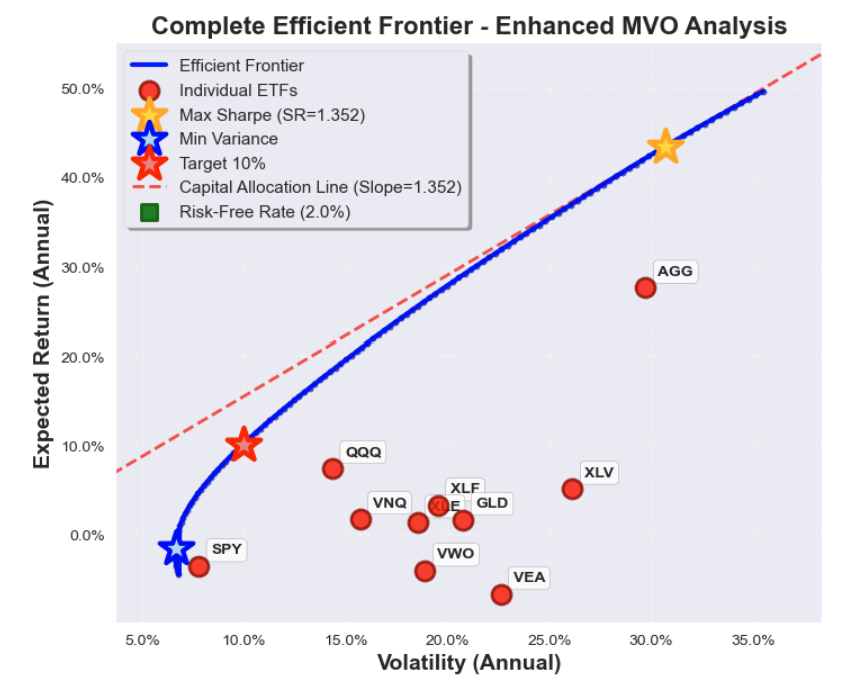 Complete Efficient Frontier - Enhanced MVO Analysis
Efficient Frontier
Individual ETFs
Max Sharpe (SR=1.352)
Min Variance
Target 10%
Capital Allocation Line (Slope=1.352)
Risk-Free Rate (2.0%)
Expected Return (Annual)
50.0%
40.0%
30.0%
20.0%
10.0%
0.0%
AGG
QQQ
XLV
XLF
VNQ
XLE
GLD
SPY
VWO
VEA
5.0%
10.0%
15.0%
20.0%
25.0%
30.0%
35.0%
Volatility (Annual)